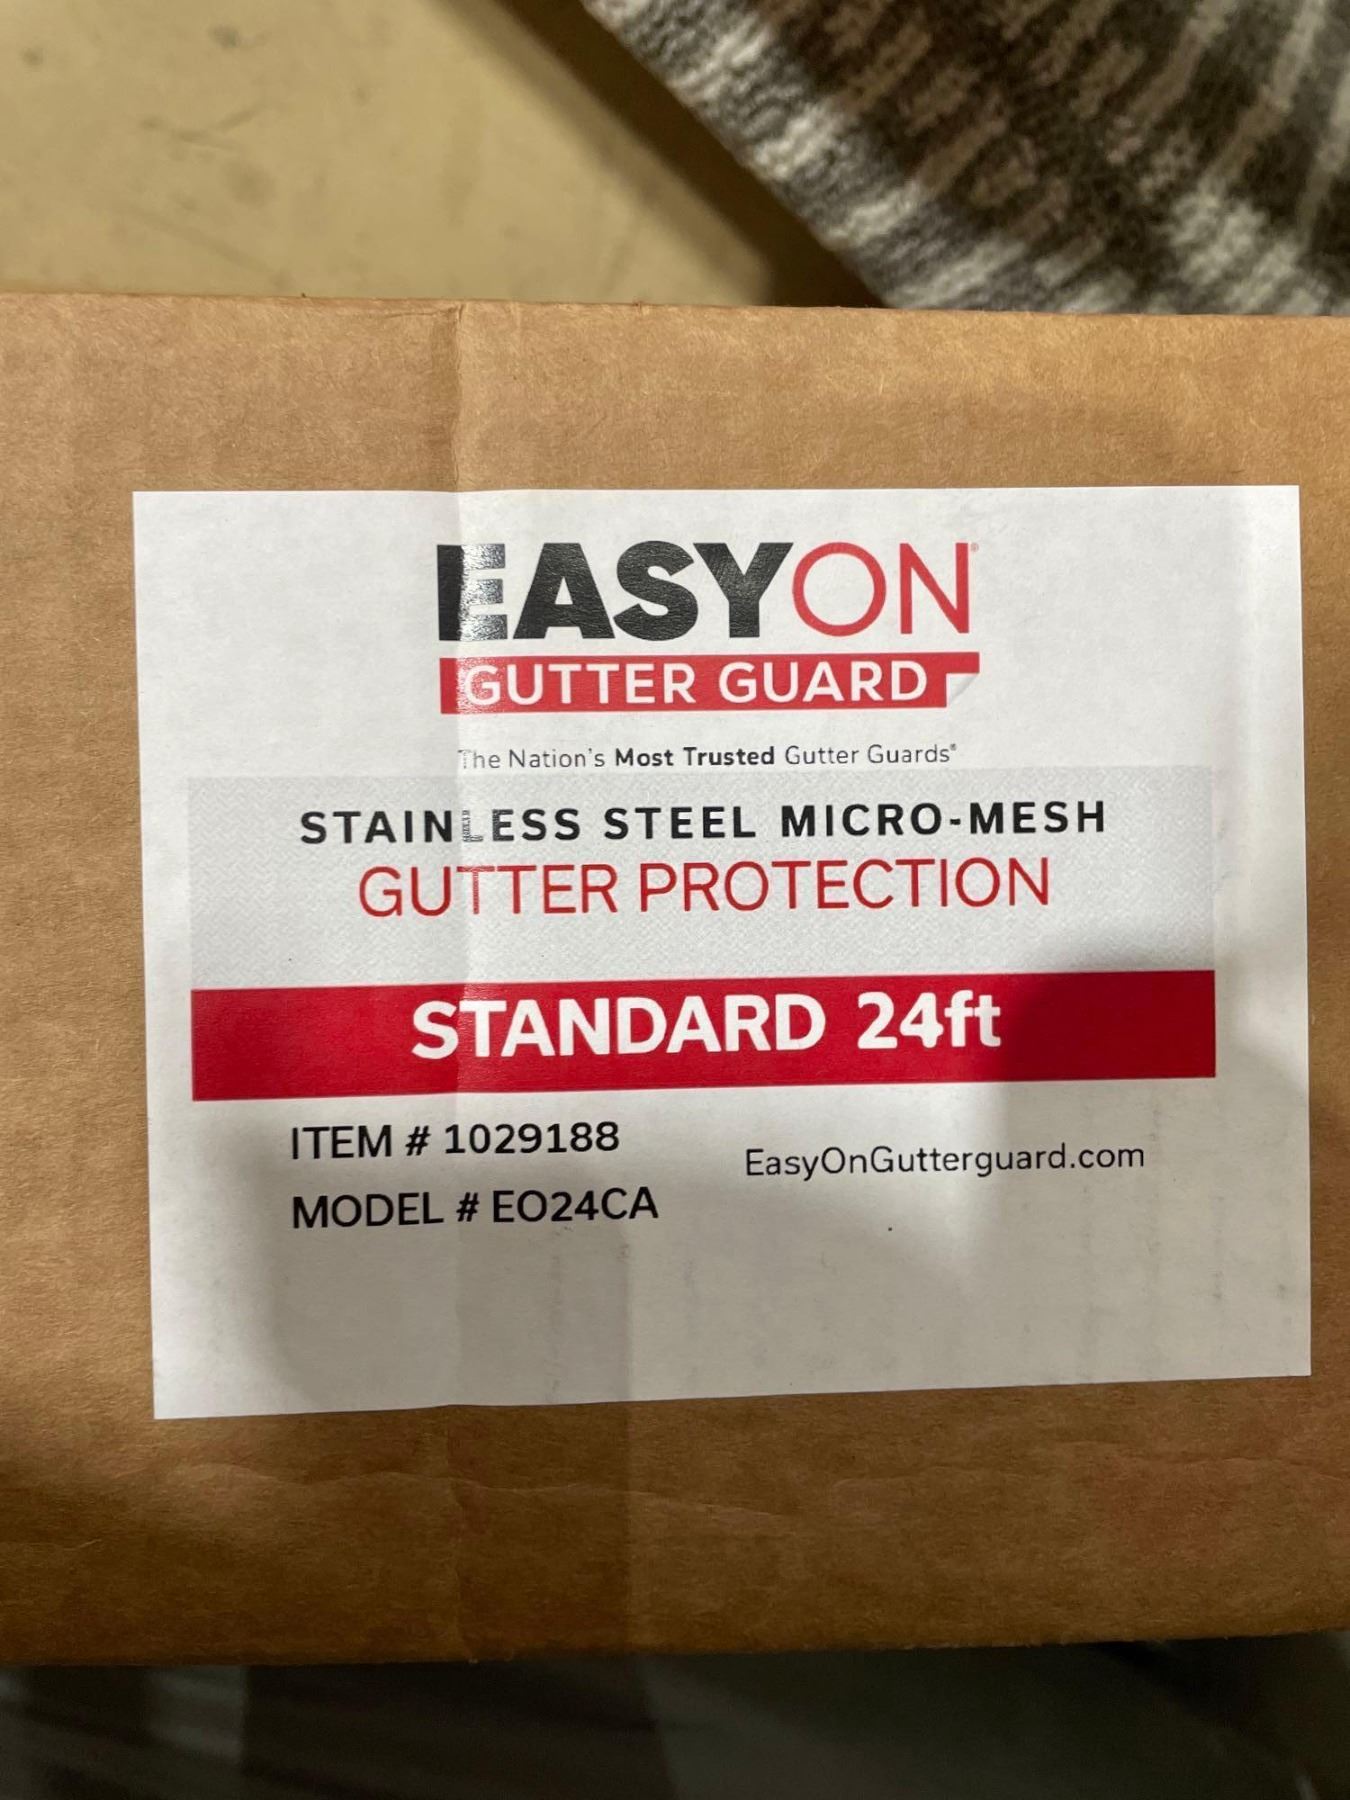 EASYON®
GUTTER GUARD
The Nation's Most Trusted Gutter Guards®
STAINLESS STEEL MICRO-MESH
GUTTER PROTECTION
STANDARD 24ft
ITEM # 1029188
EasyOnGutterguard.com
MODEL # EO24CA